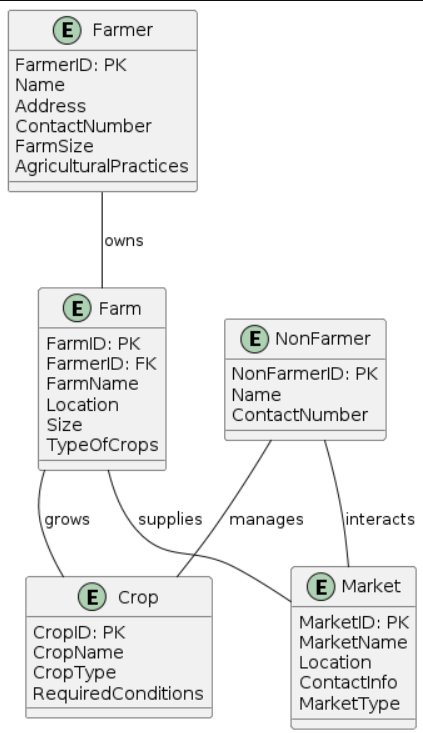 E Farmer
FarmerID: PK
Name
Address
ContactNumber
FarmSize
AgriculturalPractices
owns
E Farm
FarmID: PK
FarmerID: FK
FarmName
Location
Size
TypeOfCrops
E NonFarmer
NonFarmerID: PK
Name
ContactNumber
grows
supplies
manages
interacts
E Crop
CropID: PK
CropName
CropType
RequiredConditions
E Market
MarketID: PK
MarketName
Location
ContactInfo
MarketType